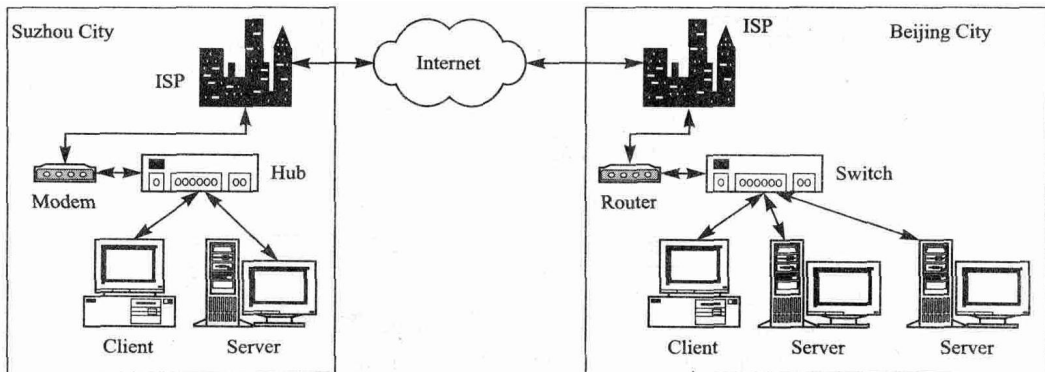 Suzhou City
ISP
Modem
Hub
Client
Server
Internet
ISP
Beijing City
Router
Switch
Client
Server
Server